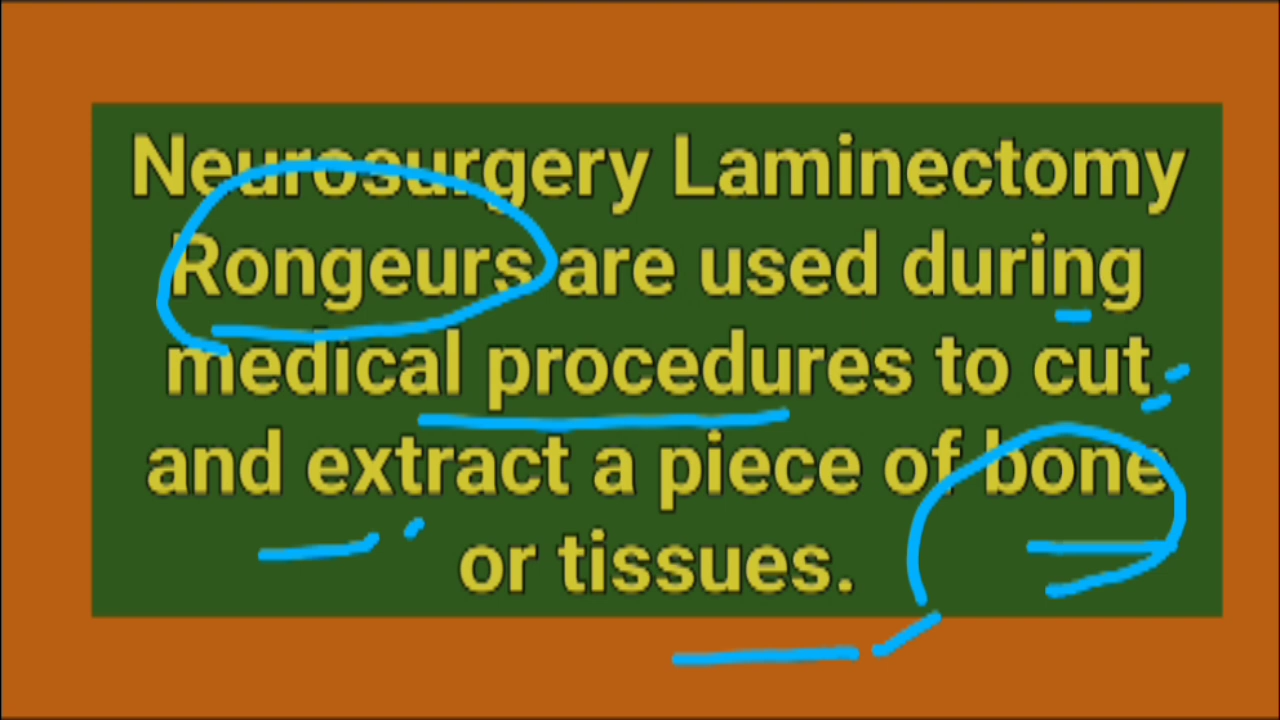 Neurosurgery Laminectomy
Rongeurs are used during
medical procedures to cut
and extract a piece of bone
or tissues.